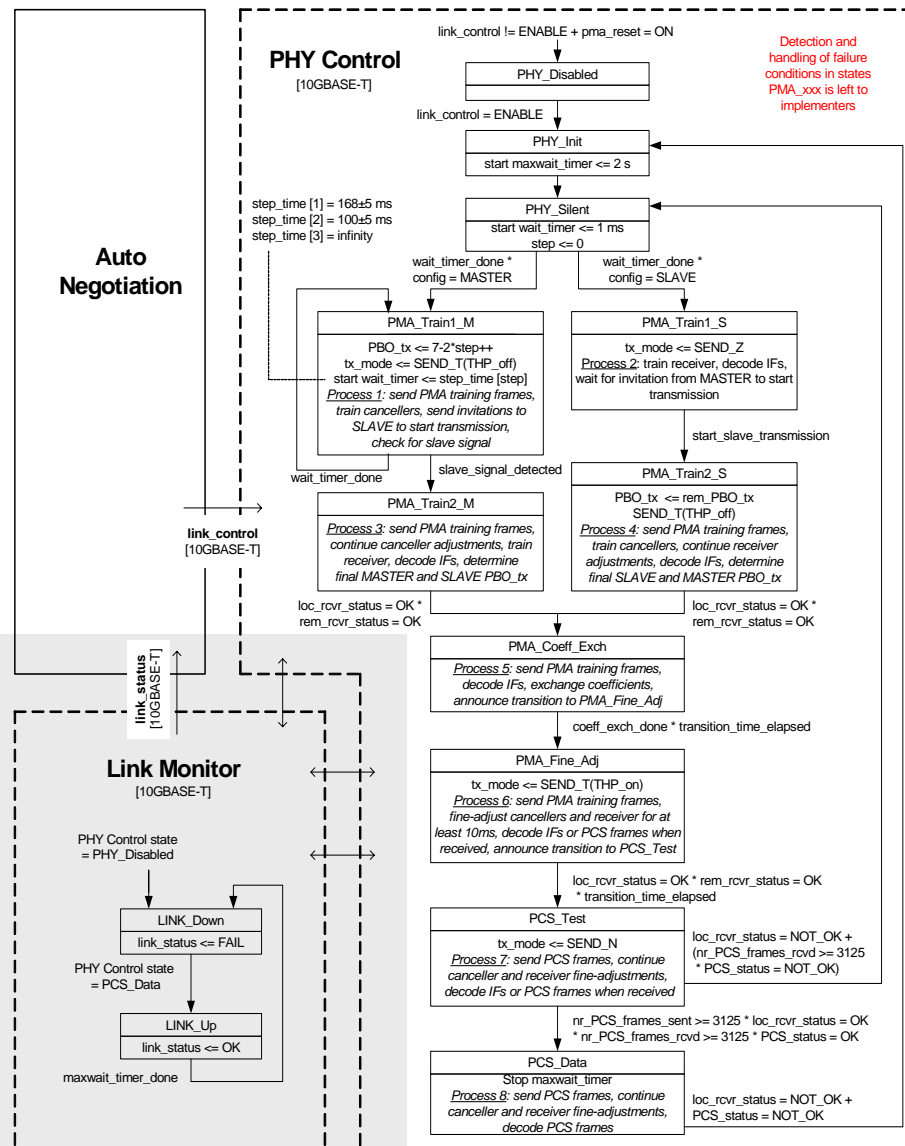 link_control != ENABLE + pma_reset = ON
PHY Control
[10GBASE-T]
Detection and
handling of failure
conditions in states
PMA_xxx is left to
implementers
PHY_Disabled
link_control = ENABLE
PHY_Init
start maxwait_timer <= 2 s
step_time [1] = 168±5 ms
step_time [2] = 100±5 ms
step_time [3] = infinity
PHY_Silent
start wait_timer <= 1 ms
step <= 0
Auto
Negotiation
wait_timer_done *
config = MASTER
wait_timer_done *
config = SLAVE
PMA_Train1_M
PBO_tx <= 7-2*step++
tx_mode <= SEND_T(THP_off)
start wait_timer <= step_time [step]
Process 1: send PMA training frames,
train cancellers, send invitations to
SLAVE to start transmission,
check for slave signal
PMA_Train1_S
tx_mode <= SEND_Z
Process 2: train receiver, decode IFs,
wait for invitation from MASTER to start
transmission
wait_timer_done
slave_signal_detected
start_slave_transmission
PMA_Train2_M
Process 3: send PMA training frames,
continue canceller adjustments, train
receiver, decode IFs, determine
final MASTER and SLAVE PBO_tx
PMA_Train2_S
PBO_tx <= rem_PBO_tx
SEND_T(THP_off)
Process 4: send PMA training frames,
train cancellers, continue receiver
adjustments, decode IFs, determine
final SLAVE and MASTER PBO_tx
link_control
[10GBASE-T]
loc_rcvr_status = OK *
rem_rcvr_status = OK
loc_rcvr_status = OK *
rem_rcvr_status = OK
PMA_Coeff_Exch
Process 5: send PMA training frames,
decode IFs, exchange coefficients,
announce transition to PMA_Fine_Adj
link_status
[10GBASE-T]
coeff_exch_done * transition_time_elapsed
PMA_Fine_Adj
tx_mode <= SEND_T(THP_on)
Process 6: send PMA training frames,
fine-adjust cancellers and receiver for at
least 10ms, decode IFs or PCS frames when
received, announce transition to PCS_Test
Link Monitor
[10GBASE-T]
PHY Control state
= PHY_Disabled
LINK_Down
link_status <= FAIL
PHY Control state
= PCS_Data
LINK_Up
link_status <= OK
maxwait_timer_done
loc_rcvr_status = OK * rem_rcvr_status = OK
* transition_time_elapsed
PCS_Test
tx_mode <= SEND_N
Process 7: send PCS frames, continue
canceller and receiver fine-adjustments,
decode IFs or PCS frames when received
loc_rcvr_status = NOT_OK +
(nr_PCS_frames_rcvd >= 3125
* PCS_status = NOT_OK)
nr_PCS_frames_sent >= 3125 * loc_rcvr_status = OK
* nr_PCS_frames_rcvd >= 3125 * PCS_status = OK
PCS_Data
Stop maxwait_timer
Process 8: send PCS frames, continue
canceller and receiver fine-adjustments,
decode PCS frames
loc_rcvr_status = NOT_OK +
PCS_status = NOT_OK